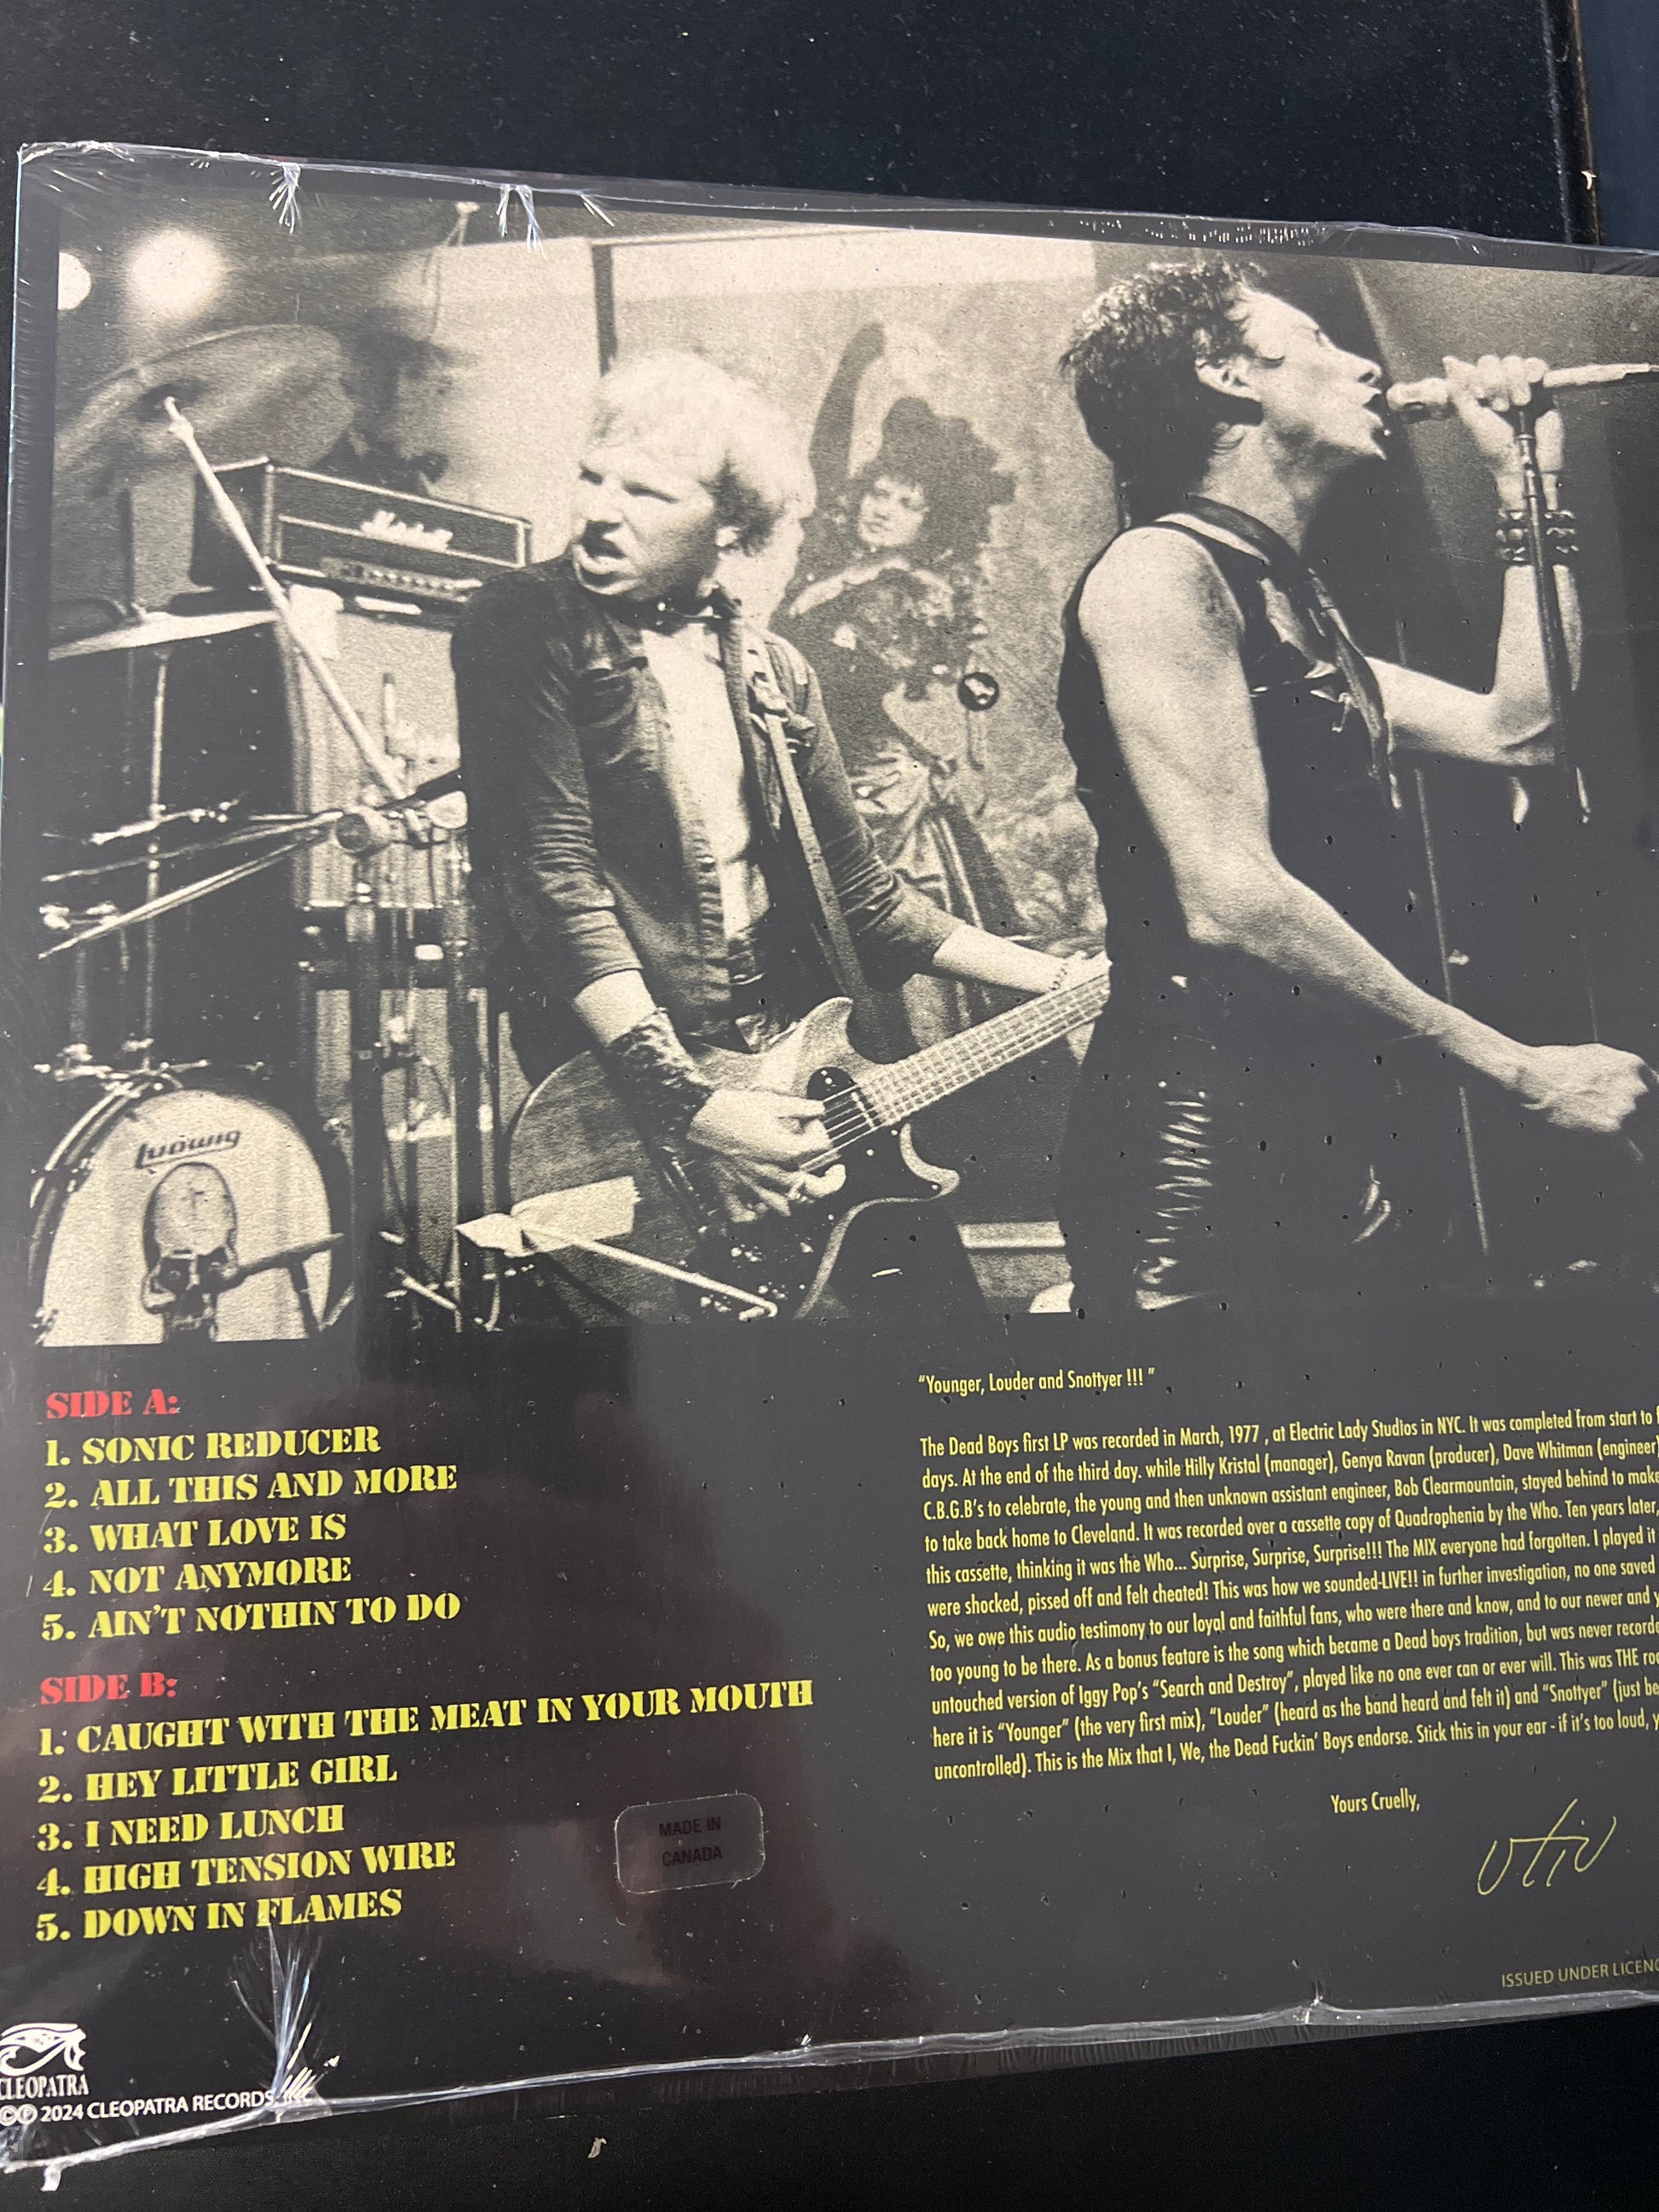 Marshall
Ludwig
SIDE A:
1. SONIC REDUCER
2. ALL THIS AND MORE
3. WHAT LOVE IS
4. NOT ANYMORE
5. AIN'T NOTHIN TO DO
SIDE B:
1. CAUGHT WITH THE MEAT IN YOUR MOUTH
2. HEY LITTLE GIRL
3. I NEED LUNCH
4. HIGH TENSION WIRE
5. DOWN IN FLAMES
MADE IN
CANADA
"Younger, Louder and Snottyer !!! "
The Dead Boys first LP was recorded in March, 1977 , at Electric Lady Studios in NYC. It was completed from start to
days. At the end of the third day. while Hilly Kristal (manager), Genya Ravan (producer), Dave Whitman (engineer)
C.B.G.B's to celebrate, the young and then unknown assistant engineer, Bob Clearmountain, stayed behind to make
to take back home to Cleveland. It was recorded over a cassette copy of Quadrophenia by the Who. Ten years later,
this cassette, thinking it was the Who... Surprise, Surprise, Surprise!!! The MIX everyone had forgotten. I played it
were shocked, pissed off and felt cheated! This was how we sounded-LIVE!! in further investigation, no one saved
So, we owe this audio testimony to our loyal and faithful fans, who were there and know, and to our newer and
too young to be there. As a bonus feature is the song which became a Dead boys tradition, but was never
untouched version of Iggy Pop's "Search and Destroy", played like no one ever can or ever will. This was THE
here it is "Younger" (the very first mix), "Louder" (heard as the band heard and felt it) and "Snottyer" (just
uncontrolled). This is the Mix that I, We, the Dead Fuckin' Boys endorse. Stick this in your ear - if it's too loud,
Yours Cruelly,
ISSUED UNDER
CLEOPATRA
©℗ 2024 CLEOPATRA RECORDS,